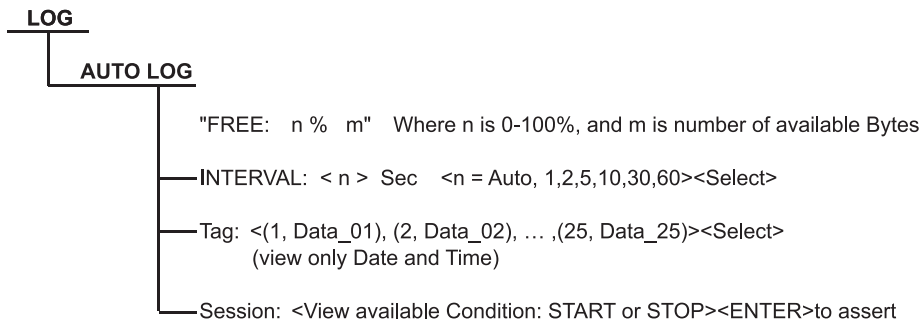 LOG
AUTO LOG
"FREE: n % m" Where n is 0-100%, and m is number of available Bytes
INTERVAL: < n > Sec <n = Auto, 1,2,5,10,30,60><Select>
Tag: <(1, Data_01), (2, Data_02), … ,(25, Data_25)><Select>
(view only Date and Time)
Session: <View available Condition: START or STOP><ENTER>to assert